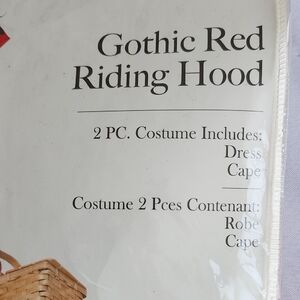 Gothic Red
Riding Hood
2 PC. Costume Includes:
Dress
Cape
Costume 2 Pces Contenant:
Robe
Cape